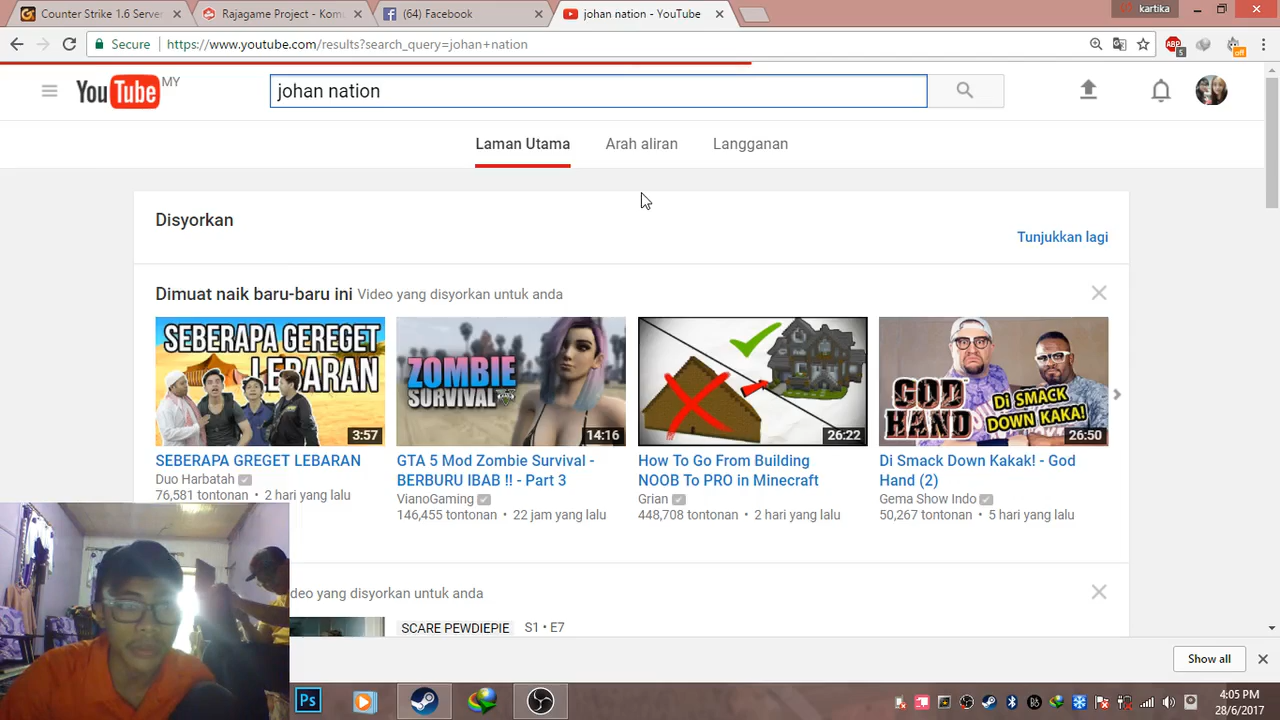 Counter Strike 1.6 Server
Rajagame Project - Kom
(64) Facebook
johan nation - YouTube
kartika
Secure
https://www.youtube.com/results?search_query=johan+nation
ABP
5
off
YouTube MY
johan nation
Laman Utama
Arah aliran
Langganan
Disyorkan
Tunjukkan lagi
Dimuat naik baru-baru ini Video yang disyorkan untuk anda
SEBERAPA GEREGET
LEBARAN
3:57
ZOMBIE
SURVIVAL
14:16
26:22
GOD
HAND
Di SMACK
DOWN KAKA!
26:50
SEBERAPA GREGET LEBARAN
Duo Harbatah
76,581 tontonan • 2 hari yang lalu
GTA 5 Mod Zombie Survival -
BERBURU IBAB !! - Part 3
VianoGaming
146,455 tontonan • 22 jam yang lalu
How To Go From Building
NOOB To PRO in Minecraft
Grian
448,708 tontonan • 2 hari yang lalu
Di Smack Down Kakak! - God
Hand (2)
Gema Show Indo
50,267 tontonan • 5 hari yang lalu
deo yang disyorkan untuk anda
SCARE PEWDIEPIE S1 • E7
Show all
Ps
4:05 PM
28/6/2017